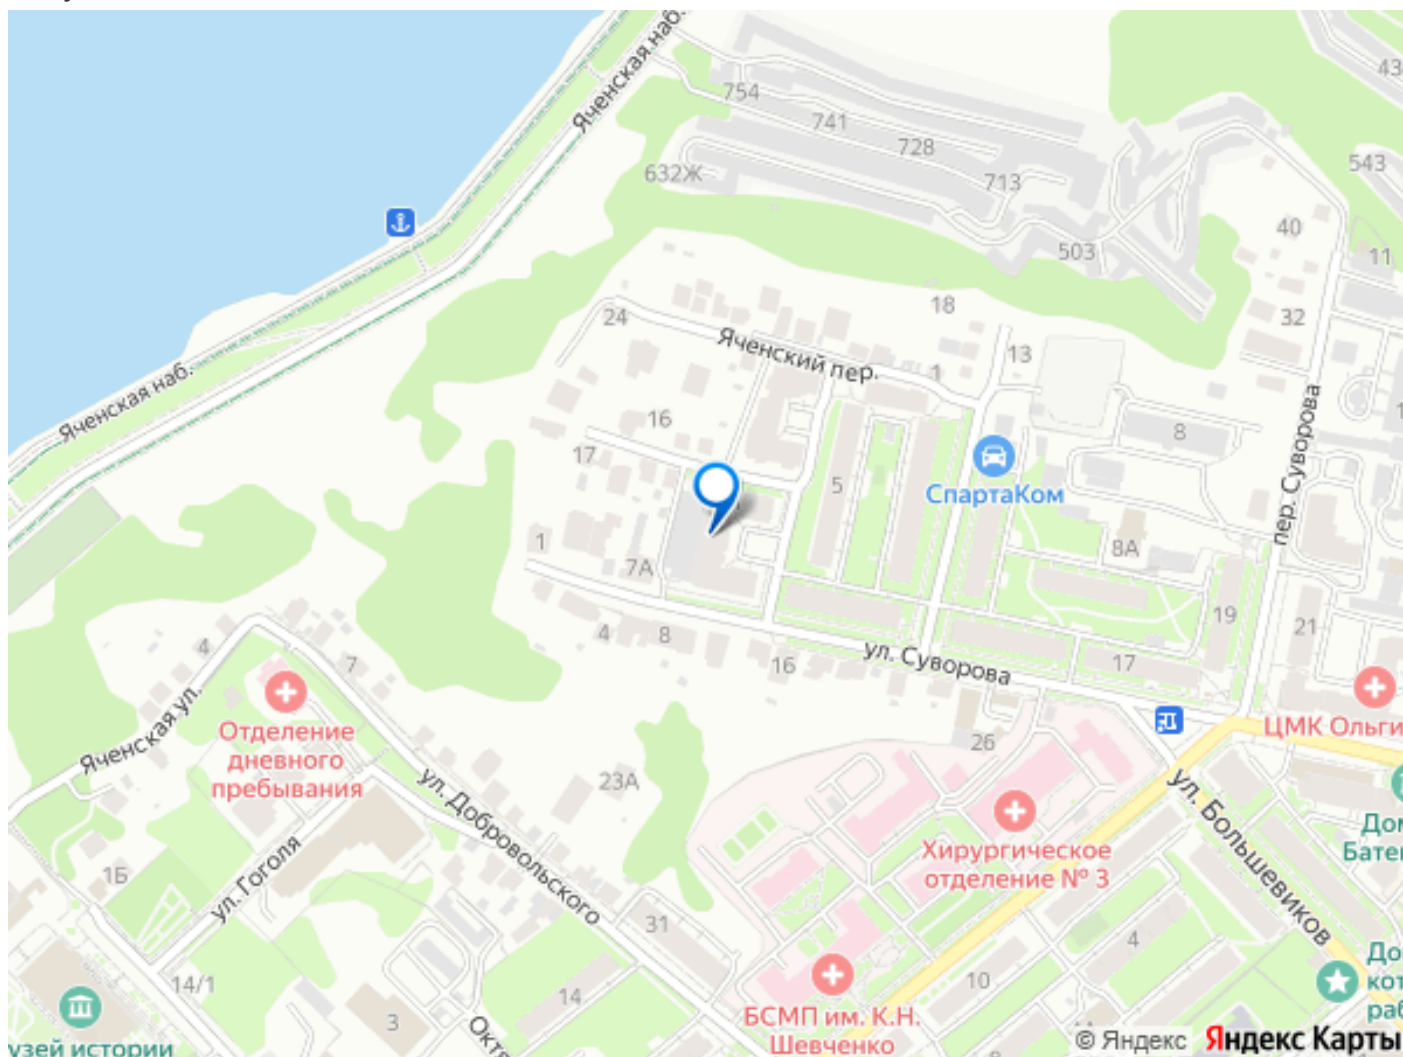 Яченская наб.
754
741
728
713
632Ж
503
543
40
11
32
18
24
Яченский пер.
1
13
Яченская наб.
16
17
5
СпартаКом
8
пер. Суворова
8А
1
7А
4
8
16
ул. Суворова
17
19
21
ЦМК Ольги
26
4
7
Яченская ул.
Отделение
дневного
пребывания
23А
ул. Добровольского
ул. Гоголя
1Б
Хирургическое
отделение № 3
ул. Большевиков
31
14/1
14
3
10
4
БСМП им. К.Н.
Шевченко
© Яндекс
Яндекс Карты